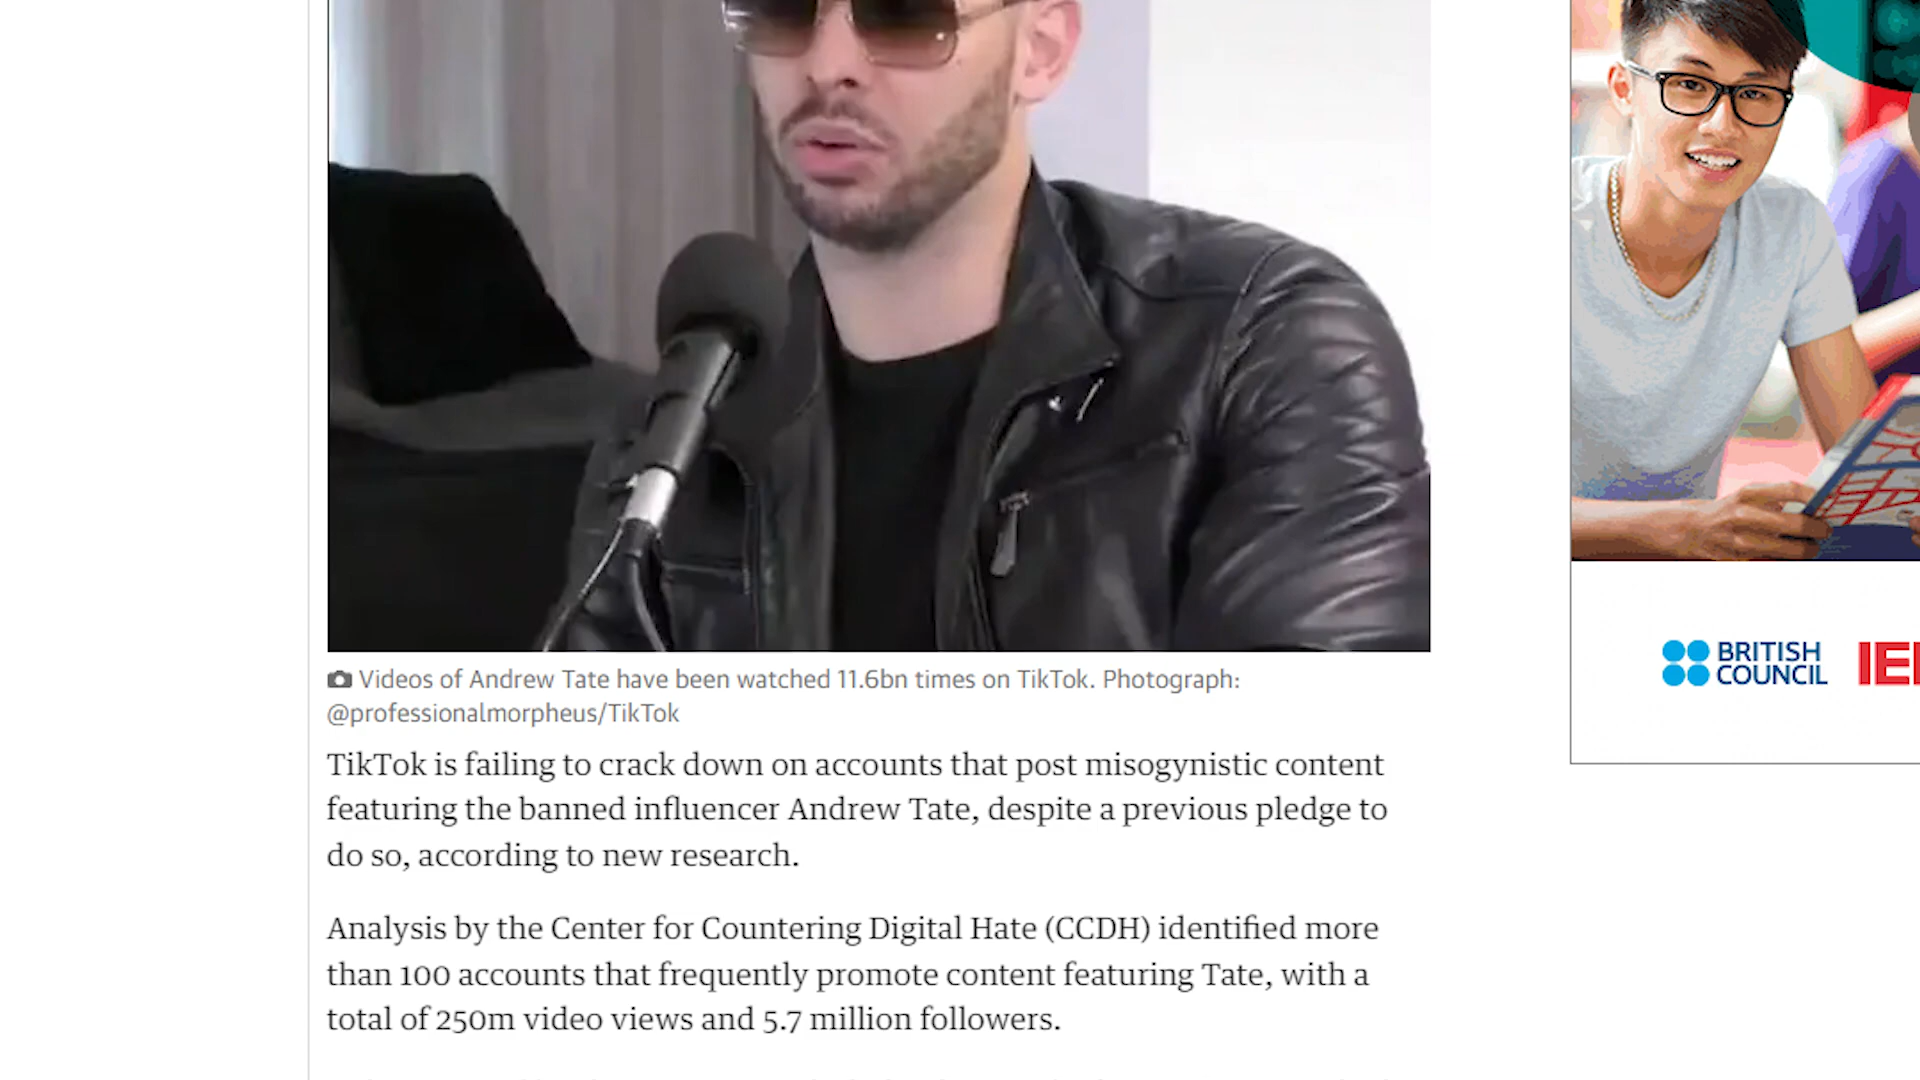 Videos of Andrew Tate have been watched 11.6bn times on TikTok. Photograph:
@professionalmorpheus/TikTok
TikTok is failing to crack down on accounts that post misogynistic content
featuring the banned influencer Andrew Tate, despite a previous pledge to
do so, according to new research.
Analysis by the Center for Countering Digital Hate (CCDH) identified more
than 100 accounts that frequently promote content featuring Tate, with a
total of 250m video views and 5.7 million followers.
BRITISH
COUNCIL